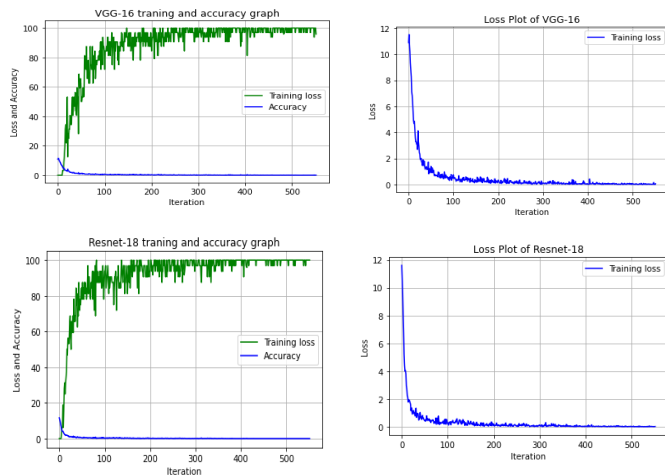 VGG-16 traning and accuracy graph
100
80
60
40
20
0
Loss and Accuracy
Training loss
Accuracy
0 100 200 300 400 500
Iteration
Loss Plot of VGG-16
12
10
8
6
4
2
0
Loss
Training loss
0 100 200 300 400 500
Iteration
Resnet-18 traning and accuracy graph
100
80
60
40
20
0
Loss and Accuracy
Training loss
Accuracy
0 100 200 300 400 500
Iteration
Loss Plot of Resnet-18
12
10
8
6
4
2
0
Loss
Training loss
0 100 200 300 400 500
Iteration